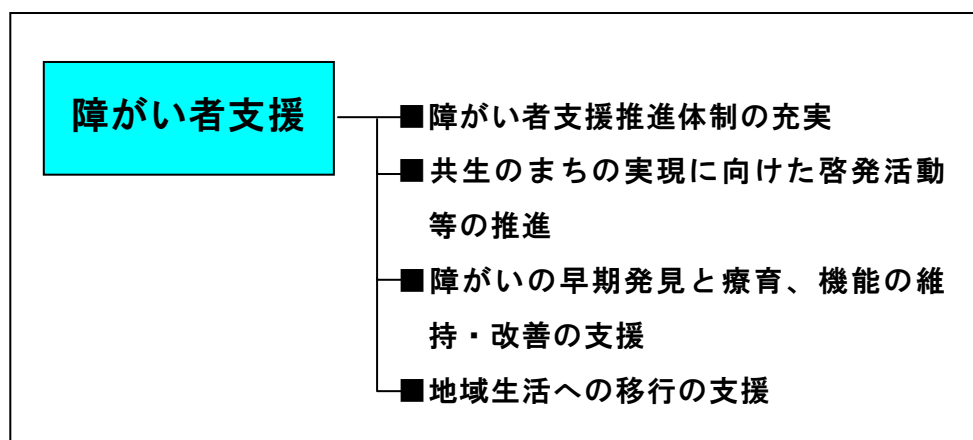 障がい者支援
■障がい者支援推進体制の充実
■共生のまちの実現に向けた啓発活動
等の推進
■障がいの早期発見と療育、機能の維
持・改善の支援
■地域生活への移行の支援